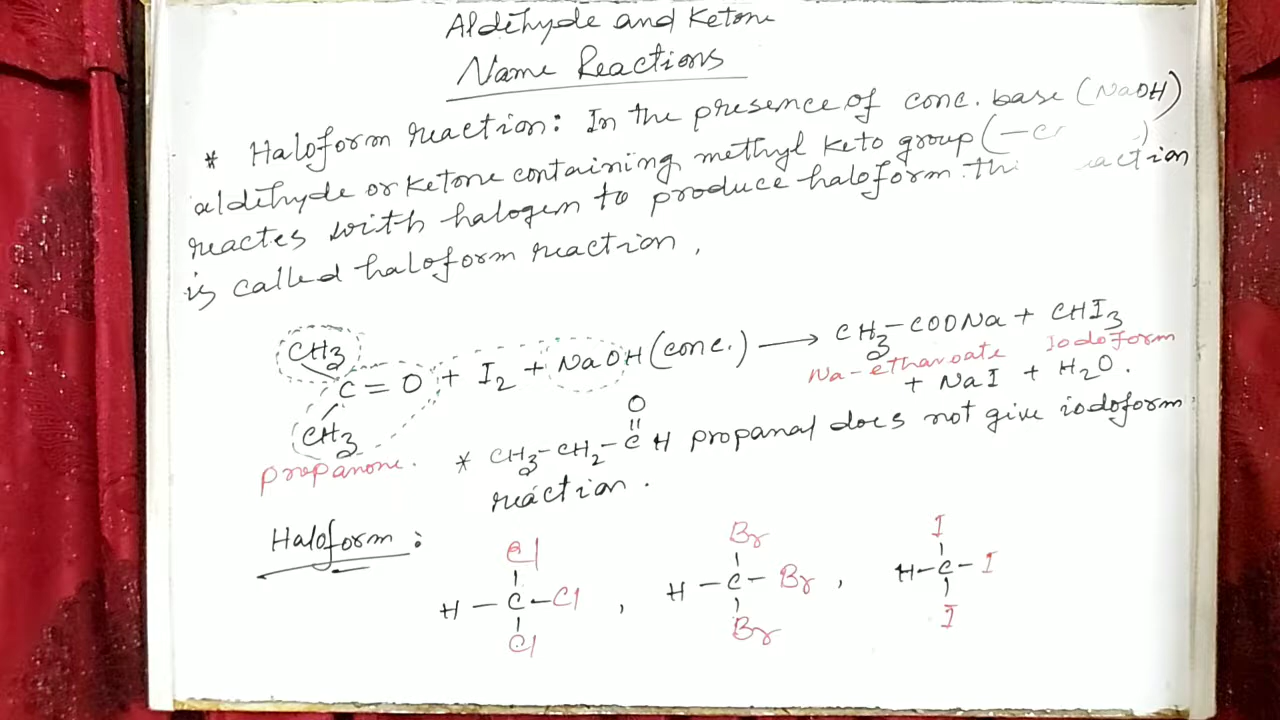 Aldehyde and Ketone
Name Reactions
* Haloform reaction: In the presence of conc. base (NaOH)
aldehyde or Ketone containing methyl keto group (-c )
reactes with halogen to produce haloform. th action
is called haloform reaction,
CH3
C = O + I2 + NaOH (conc.) ⟶ CH3-COONa + CHI3
Na-ethanoate Iodoform
+ NaI + H2O.
CH3
propanone.
O
* CH3-CH2-C H propanal does not give iodoform
reaction.
Haloform:
Cl
H - C - Cl ,
Cl
Br
H - C - Br ,
Br
I
H - C - I
I